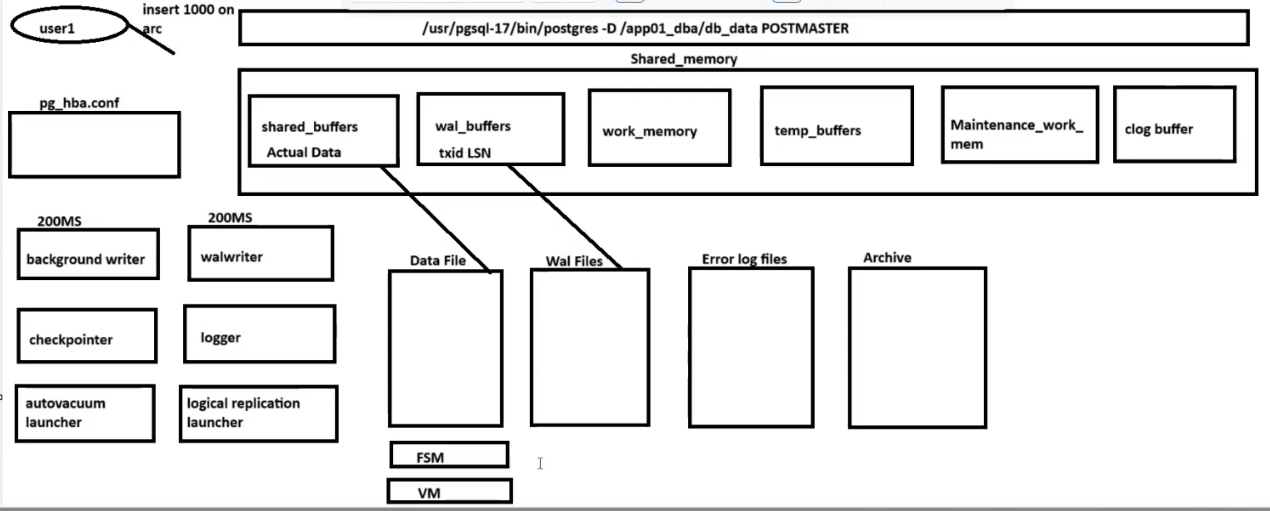 insert 1000 on
arc
user1
/usr/pgsql-17/bin/postgres -D /app01_dba/db_data POSTMASTER
Shared_memory
pg_hba.conf
shared_buffers
Actual Data
wal_buffers
txid LSN
work_memory
temp_buffers
Maintenance_work_
mem
clog buffer
200MS
background writer
200MS
walwriter
checkpointer
logger
autovacuum
launcher
logical replication
launcher
Data File
Wal Files
Error log files
Archive
FSM
VM